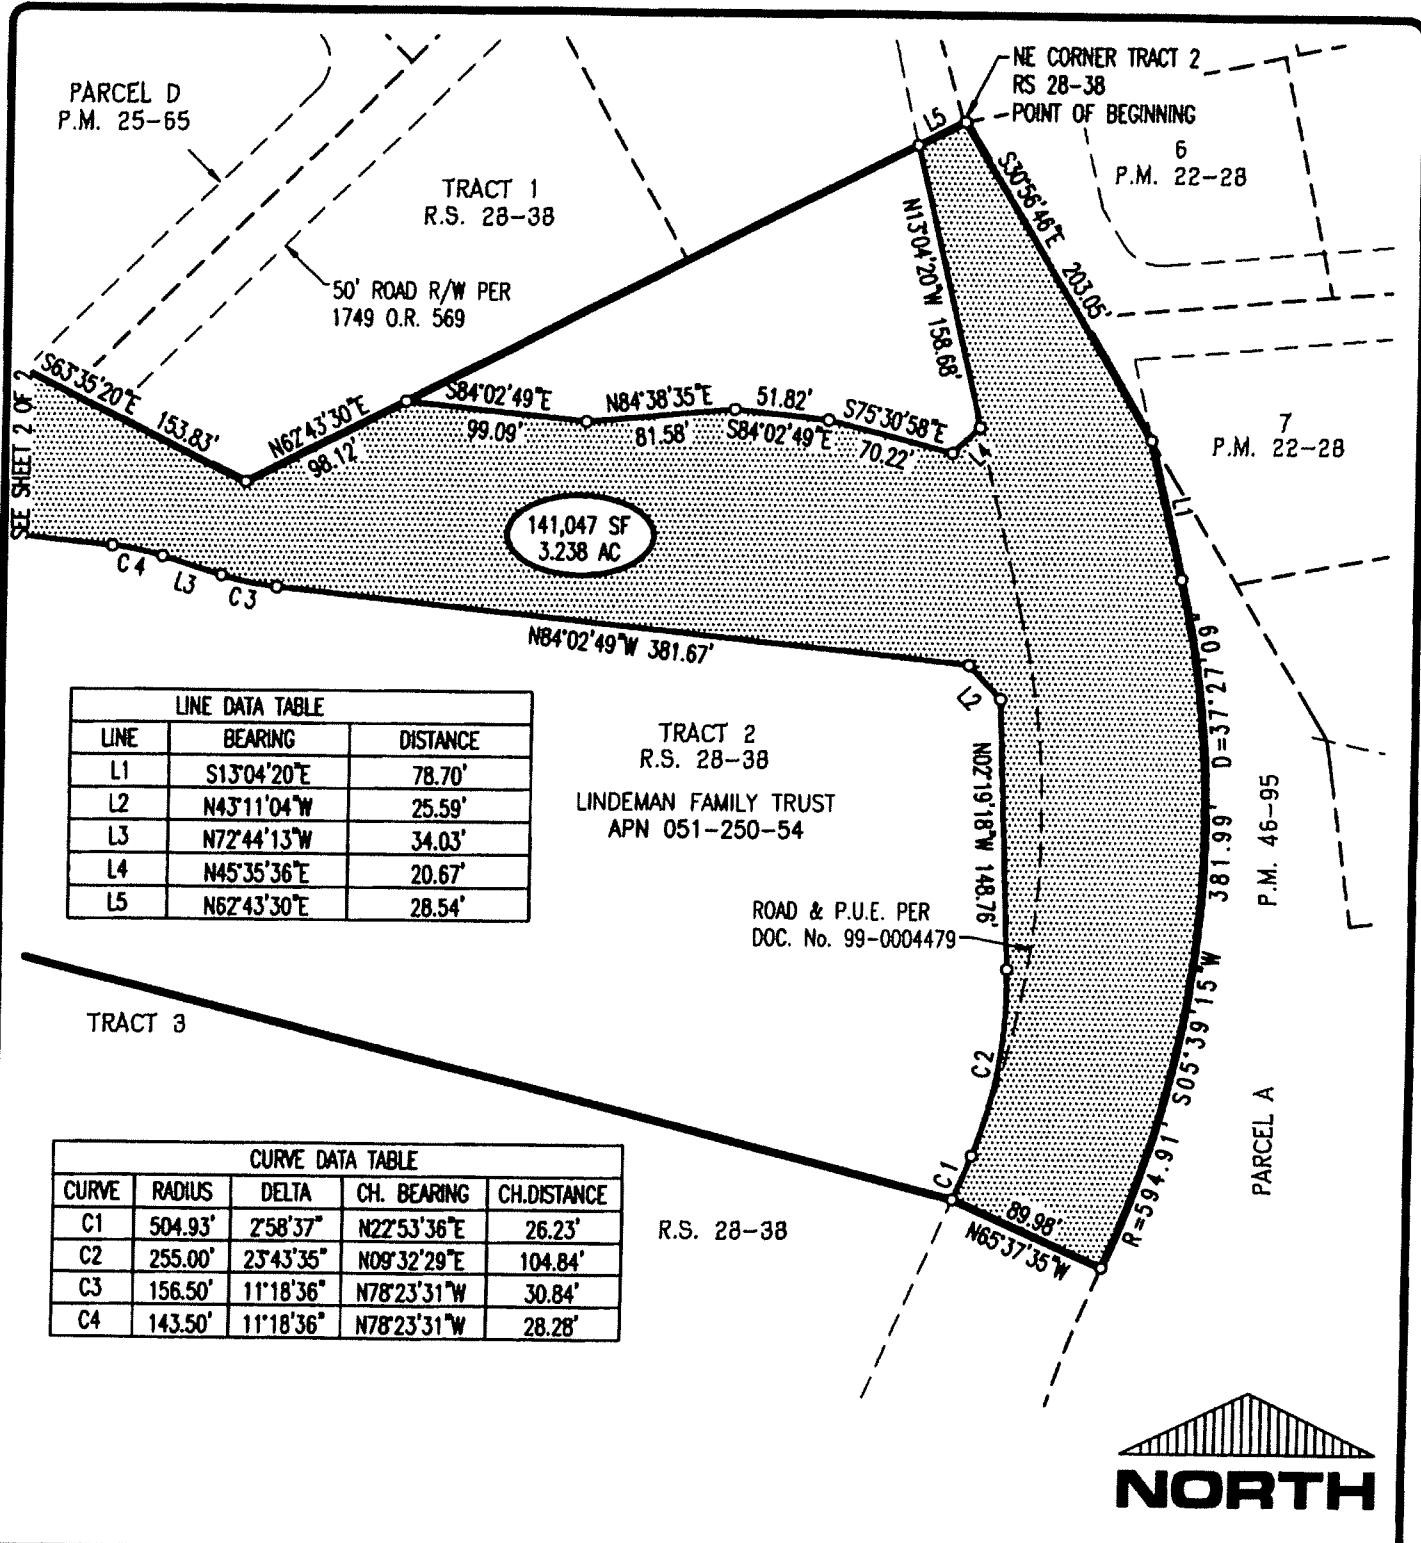 NE CORNER TRACT 2
RS 28-38
POINT OF BEGINNING
PARCEL D
P.M. 25-65
6
P.M. 22-28
TRACT 1
R.S. 28-38
50' ROAD R/W PER
1749 O.R. 569
L5
S30°56'46"E 203.05'
N13°04'20"W 158.68'
SEE SHEET 2 OF 2
S63°35'20"E 153.83'
N62°43'30"E
98.12'
S84°02'49"E
99.09'
N84°38'35"E
81.58'
51.82'
S84°02'49"E
S75°30'58"E
70.22'
L4
7
P.M. 22-28
L1
141,047 SF
3.238 AC
C4
L3
C3
N84°02'49"W 381.67'
L2
LINE DATA TABLE
LINE BEARING DISTANCE
L1 S13°04'20"E 78.70'
L2 N43°11'04"W 25.59'
L3 N72°44'13"W 34.03'
L4 N45°35'36"E 20.67'
L5 N62°43'30"E 28.54'
TRACT 2
R.S. 28-38
LINDEMAN FAMILY TRUST
APN 051-250-54
N02°19'18"W 148.76'
ROAD & P.U.E. PER
DOC. No. 99-0004479
R=594.91' S05°39'15"W 381.99' D=37°27'09"
P.M. 46-95
PARCEL A
TRACT 3
C2
C1
89.98'
N65°37'35"W
R.S. 28-38
CURVE DATA TABLE
CURVE RADIUS DELTA CH. BEARING CH.DISTANCE
C1 504.93' 2°58'37" N22°53'36"E 26.23'
C2 255.00' 23°43'35" N09°32'29"E 104.84'
C3 156.50' 11°18'36" N78°23'31"W 30.84'
C4 143.50' 11°18'36" N78°23'31"W 28.28'
NORTH